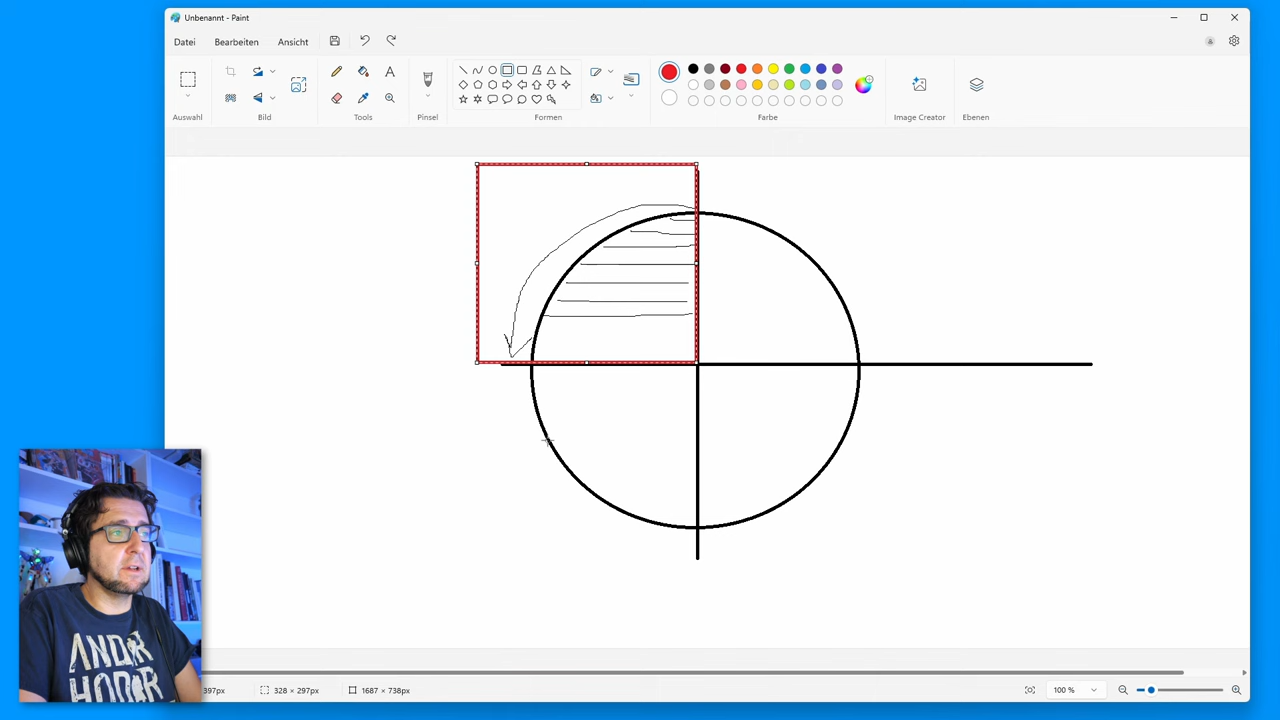 Unbenannt - Paint
Datei Bearbeiten Ansicht
Auswahl Bild Tools Pinsel Formen Farbe Image Creator Ebenen
397px 328 × 297px 1687 × 738px 100 %